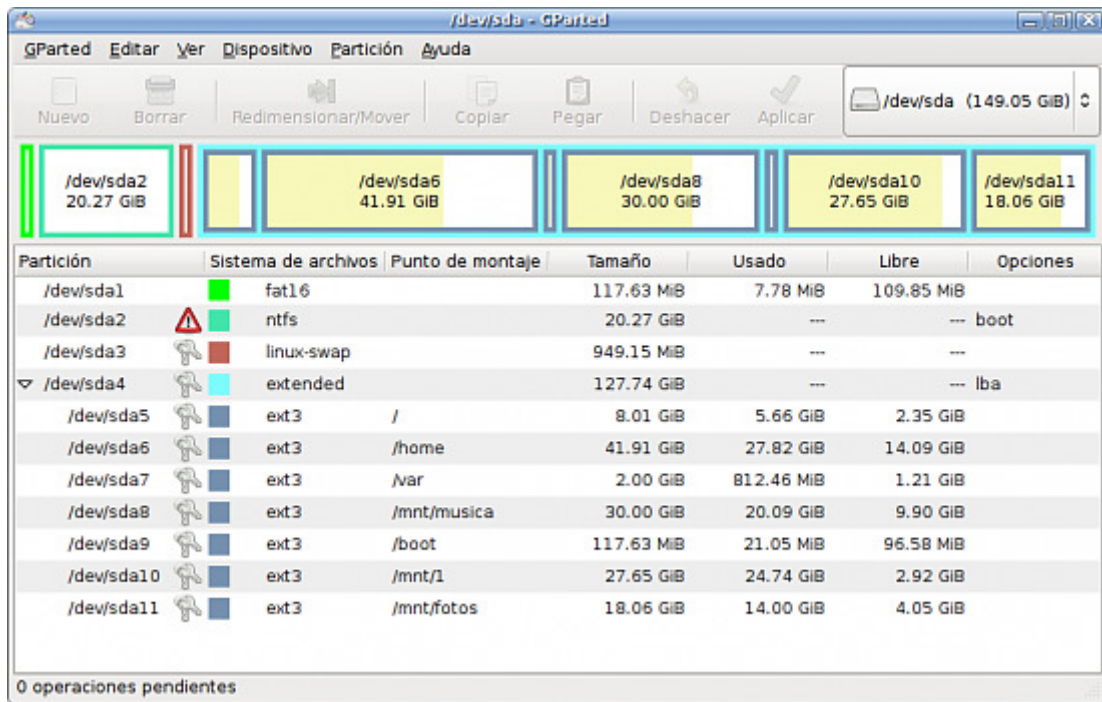 /dev/sda - GParted
GParted Editar Ver Dispositivo Partición Ayuda
Nuevo Borrar Redimensionar/Mover Copiar Pegar Deshacer Aplicar /dev/sda (149.05 GiB)
/dev/sda2 /dev/sda6 /dev/sda8 /dev/sda10 /dev/sda11
20.27 GiB 41.91 GiB 30.00 GiB 27.65 GiB 18.06 GiB
Partición Sistema de archivos Punto de montaje Tamaño Usado Libre Opciones
/dev/sda1 fat16 117.63 MiB 7.78 MiB 109.85 MiB
/dev/sda2 ntfs 20.27 GiB --- --- boot
/dev/sda3 linux-swap 949.15 MiB --- ---
/dev/sda4 extended 127.74 GiB --- --- lba
/dev/sda5 ext3 / 8.01 GiB 5.66 GiB 2.35 GiB
/dev/sda6 ext3 /home 41.91 GiB 27.82 GiB 14.09 GiB
/dev/sda7 ext3 /var 2.00 GiB 812.46 MiB 1.21 GiB
/dev/sda8 ext3 /mnt/musica 30.00 GiB 20.09 GiB 9.90 GiB
/dev/sda9 ext3 /boot 117.63 MiB 21.05 MiB 96.58 MiB
/dev/sda10 ext3 /mnt/1 27.65 GiB 24.74 GiB 2.92 GiB
/dev/sda11 ext3 /mnt/fotos 18.06 GiB 14.00 GiB 4.05 GiB
0 operaciones pendientes